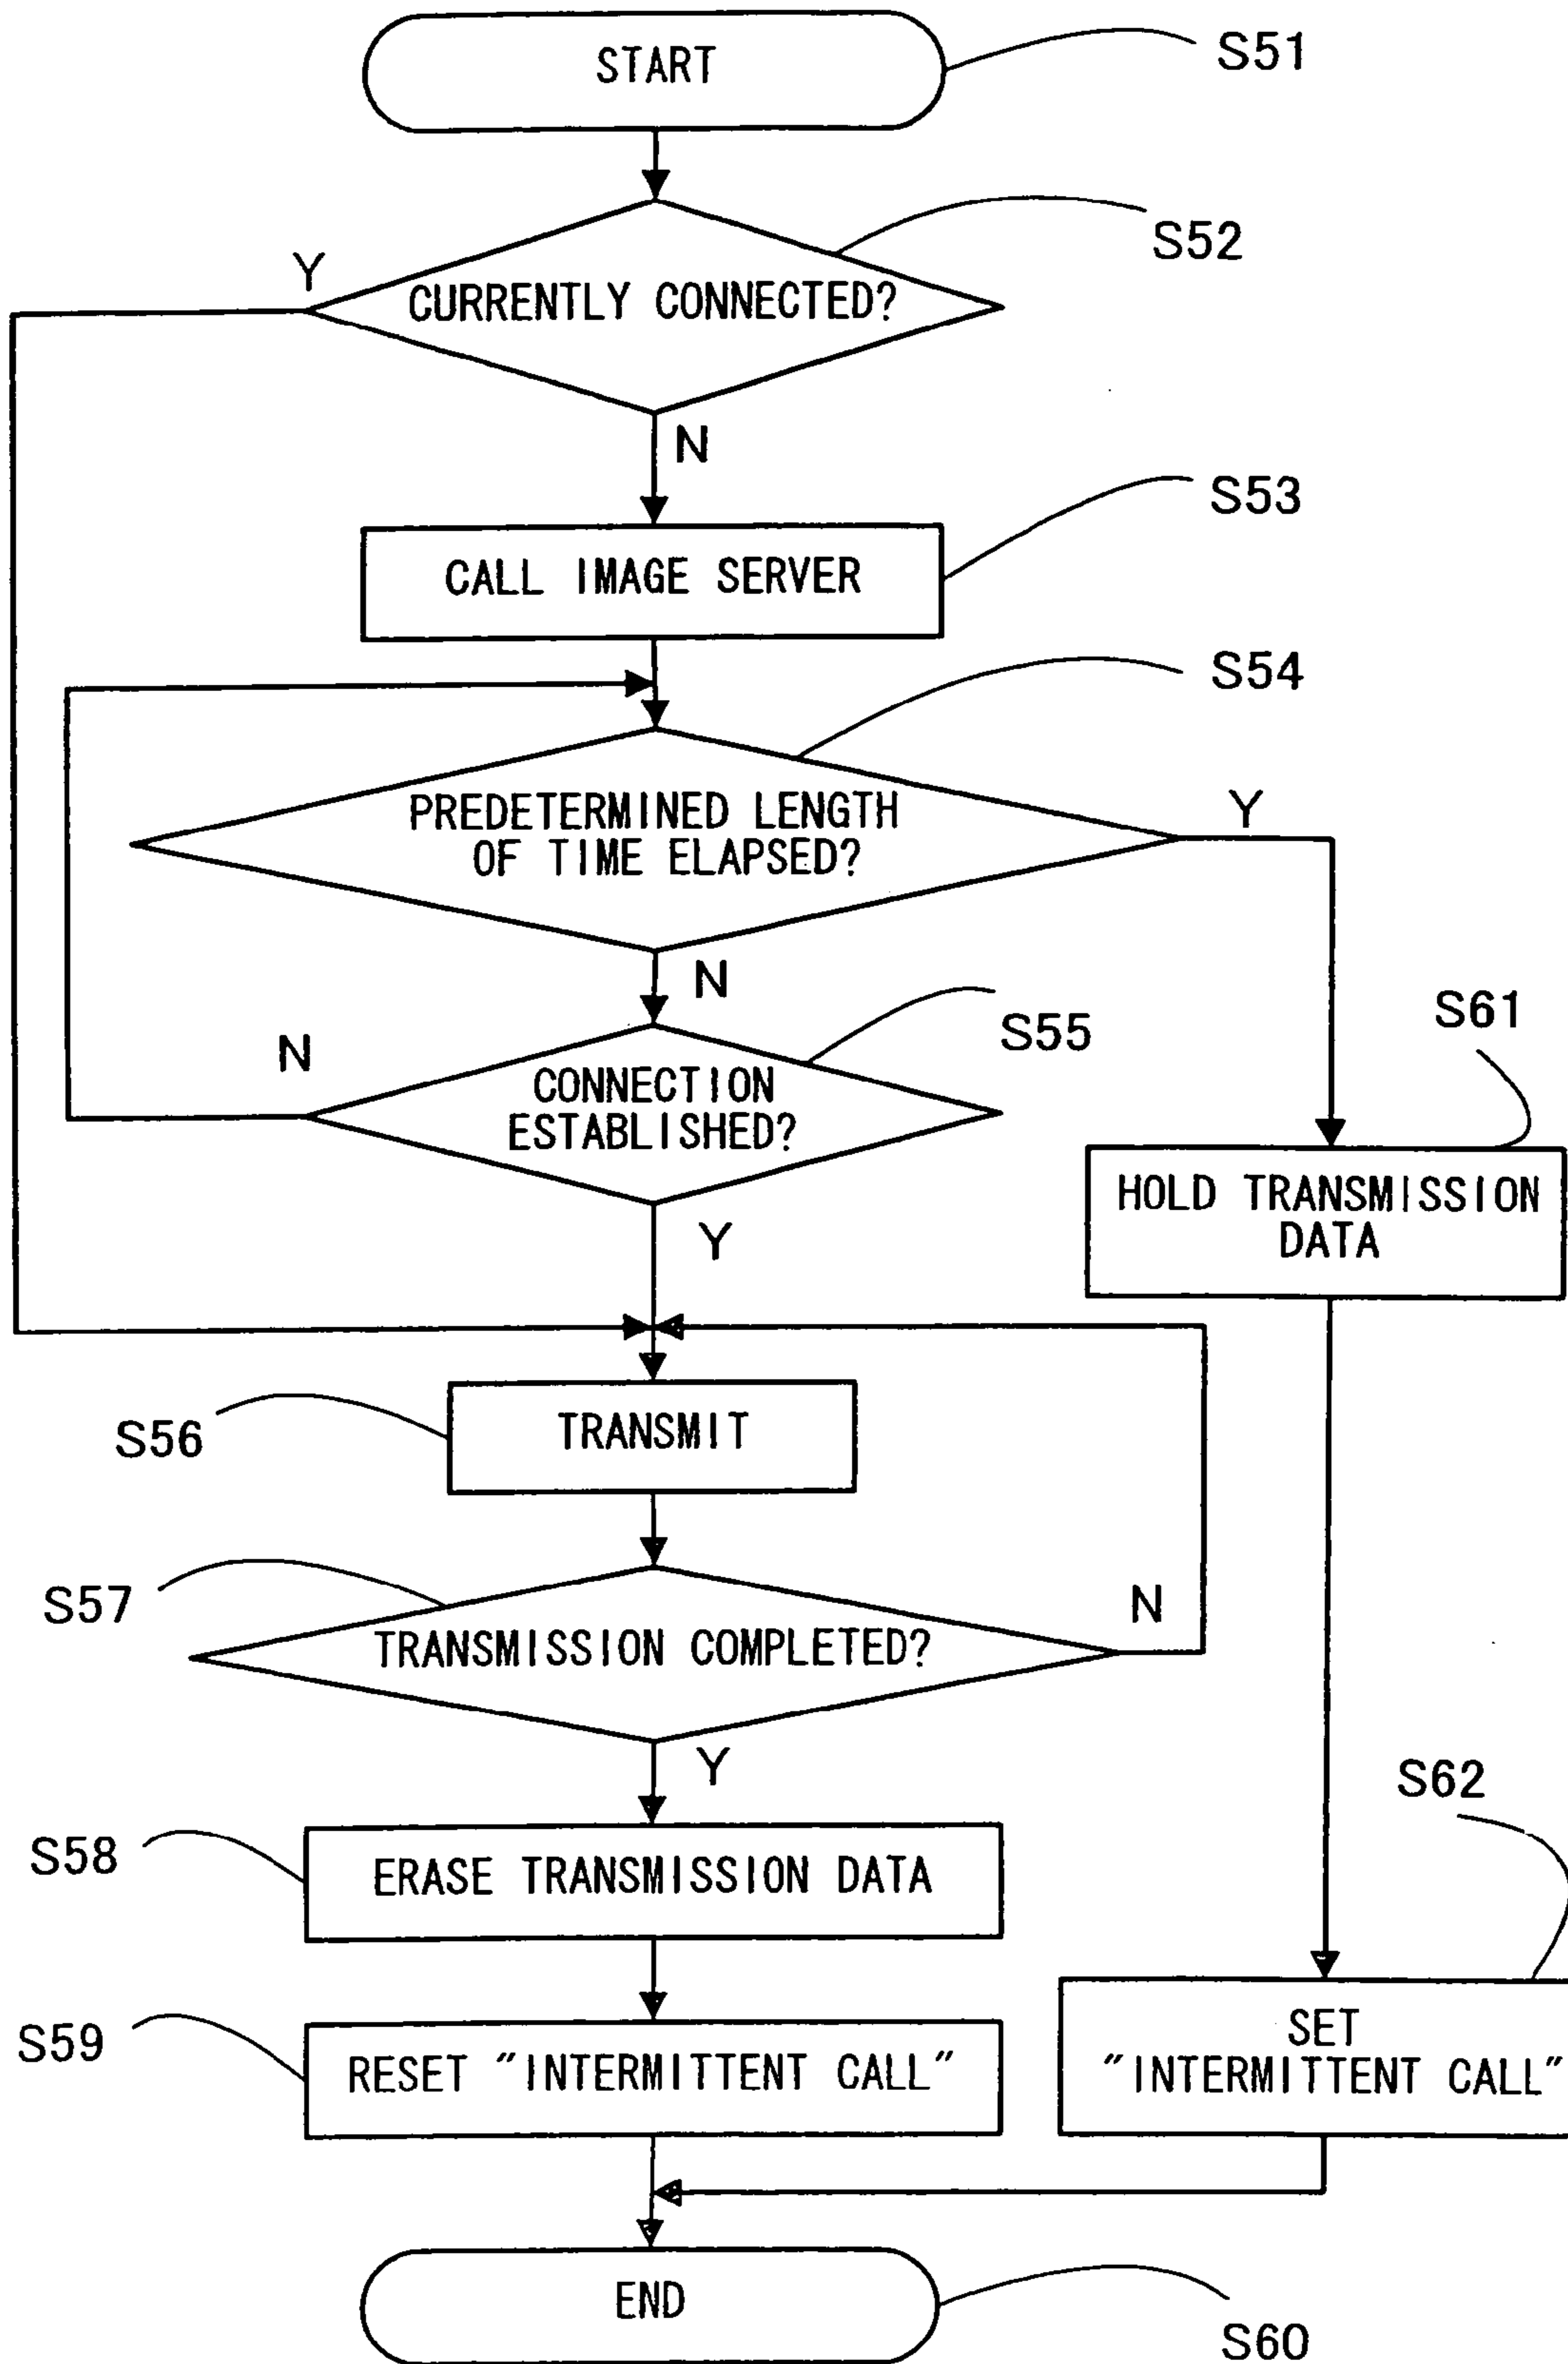 START
S51
S52
Y
CURRENTLY CONNECTED?
N
S53
CALL IMAGE SERVER
S54
PREDETERMINED LENGTH
OF TIME ELAPSED?
Y
N
S55
N
CONNECTION
ESTABLISHED?
Y
S61
HOLD TRANSMISSION
DATA
S56
TRANSMIT
S57
N
TRANSMISSION COMPLETED?
Y
S58
ERASE TRANSMISSION DATA
S62
SET
"INTERMITTENT CALL"
S59
RESET "INTERMITTENT CALL"
END
S60